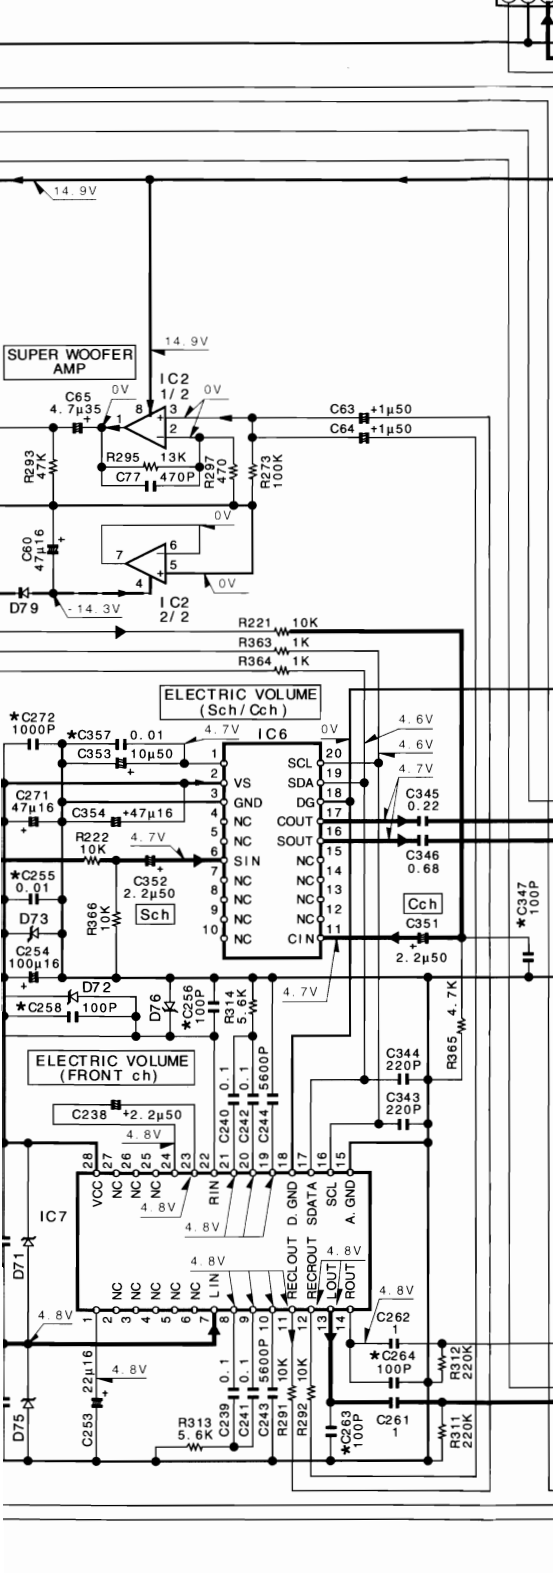 14.9V
14.9V
SUPER WOOFER
AMP
IC2
1/2
C65
4.7μ35
0V
0V
8
1
3
2
+
C63 +1μ50
C64 +1μ50
R293
47K
R295 13K
C77 470P
R297
470
R273
100K
0V
C60
47μ16
7
6
5
4
0V
D79
-14.3V
IC2
2/2
R221 10K
R363 1K
R364 1K
ELECTRIC VOLUME
(Sch/Cch)
*C272
1000P
*C357 0.01
C353 10μ50
4.7V
IC6
0V
4.6V
4.6V
4.7V
1
2 VS
3 GND
4 NC
5 NC
6 SIN
7 NC
8 NC
9 NC
10 NC
20
SCL 19
SDA 18
DG 17
COUT 16
SOUT 15
NC 14
NC 13
NC 12
NC 11
CIN
C271
47μ16
C354 +47μ16
R222
10K
4.7V
C345
0.22
C346
0.68
*C255
0.01
C352
2.2μ50
Sch
D73
R366
10K
C254
100μ16
Cch
C351
2.2μ50
*C347
100P
D72
*C258 100P
D76
*C256
100P
R314
5.6K
4.7V
R365 4.7K
ELECTRIC VOLUME
(FRONT ch)
C238 +2.2μ50
4.8V
C240 0.1
C242 0.1
C244 5600P
C344
220P
C343
220P
28 27 26 25 24 23 22 21 20 19 18 17 16 15
VCC NC NC NC RIN D.GND SDATA SCL A.GND
4.8V
4.8V
IC7
4.8V
4.8V
NC NC NC NC NC LIN RECLOUT RECROUT LOUT ROUT
1 2 3 4 5 6 7 8 9 10 11 12 13 14
D71
4.8V
4.8V
4.8V
C262
1
*C264
100P
R312
220K
22μ16
C253
D75
R313
5.6K
C239 0.1
C241 0.1
C243 5600P
R291 10K
R292 10K
*C263
100P
C261
1
R311
220K